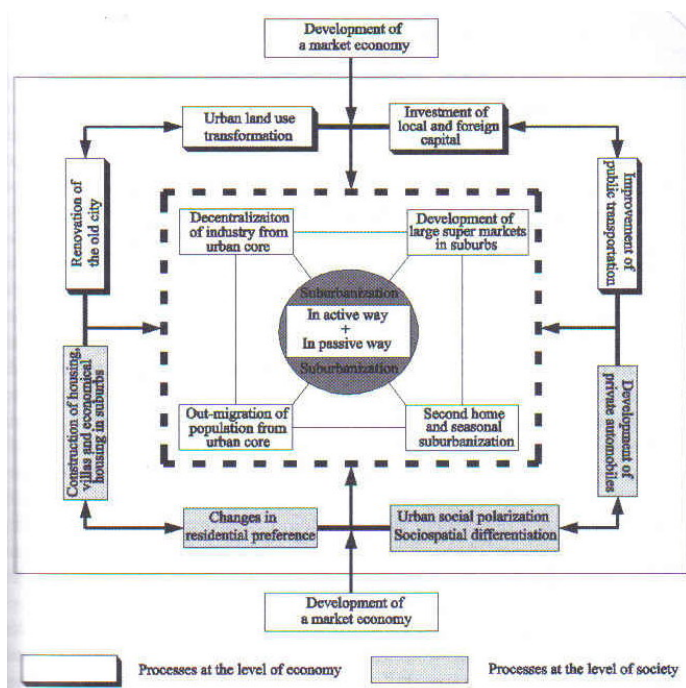 Development of
a market economy
Urban land use
transformation
Investment of
local and foreign
capital
Renovation of
the old city
Improvement of
public transportation
Decentralizaiton
of industry from
urban core
Development of
large super markets
in suburbs
Suburbanization
In active way
+
In passive way
Suburbanization
Out-migration of
population from
urban core
Second home
and seasonal
suburbanization
Construction of housing,
villas and economical
housing in suburbs
Development of
private automobiles
Changes in
residential preference
Urban social polarization
Sociospatial differentiation
Development of
a market economy
Processes at the level of economy
Processes at the level of society